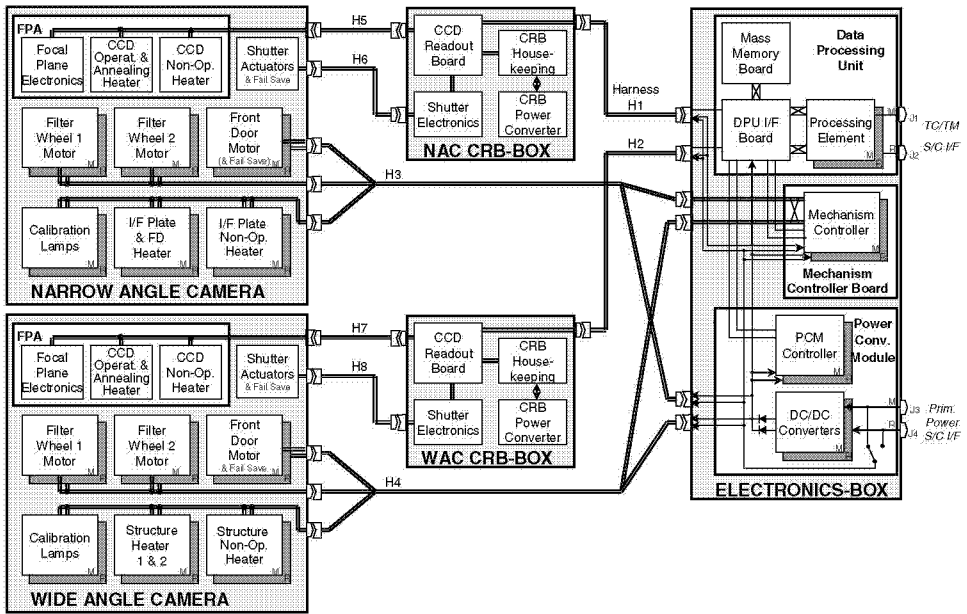 FPA
Focal
Plane
Electronics
CCD
Operat. &
Annealing
Heater
CCD
Non-Op.
Heater
Shutter
Actuators
& Fail Save
Filter
Wheel 1
Motor
M
R
Filter
Wheel 2
Motor
M
R
Front
Door
Motor
(& Fail Save)
M
R
Calibration
Lamps
M
R
I/F Plate
& FD
Heater
M
R
I/F Plate
Non-Op.
Heater
M
R
NARROW ANGLE CAMERA
H5
H6
H3
CCD
Readout
Board
CRB
House-
keeping
Shutter
Electronics
CRB
Power
Converter
NAC CRB-BOX
Harness
H1
H2
Mass
Memory
Board
Data
Processing
Unit
DPU I/F
Board
Processing
Element
M
R
M
R
J1
J2
TC/TM
S/C I/F
Mechanism
Controller
M
R
Mechanism
Controller Board
PCM
Controller
M
R
Power
Conv.
Module
DC/DC
Converters
M
R
M
R
J3
J4
Prim.
Power
S/C I/F
ELECTRONICS-BOX
FPA
Focal
Plane
Electronics
CCD
Operat. &
Annealing
Heater
CCD
Non-Op.
Heater
Shutter
Actuators
& Fail Save
Filter
Wheel 1
Motor
M
R
Filter
Wheel 2
Motor
M
R
Front
Door
Motor
(& Fail Save)
M
R
Calibration
Lamps
M
R
Structure
Heater
1 & 2
M
R
Structure
Non-Op.
Heater
M
R
WIDE ANGLE CAMERA
H7
H8
H4
CCD
Readout
Board
CRB
House-
keeping
Shutter
Electronics
CRB
Power
Converter
WAC CRB-BOX